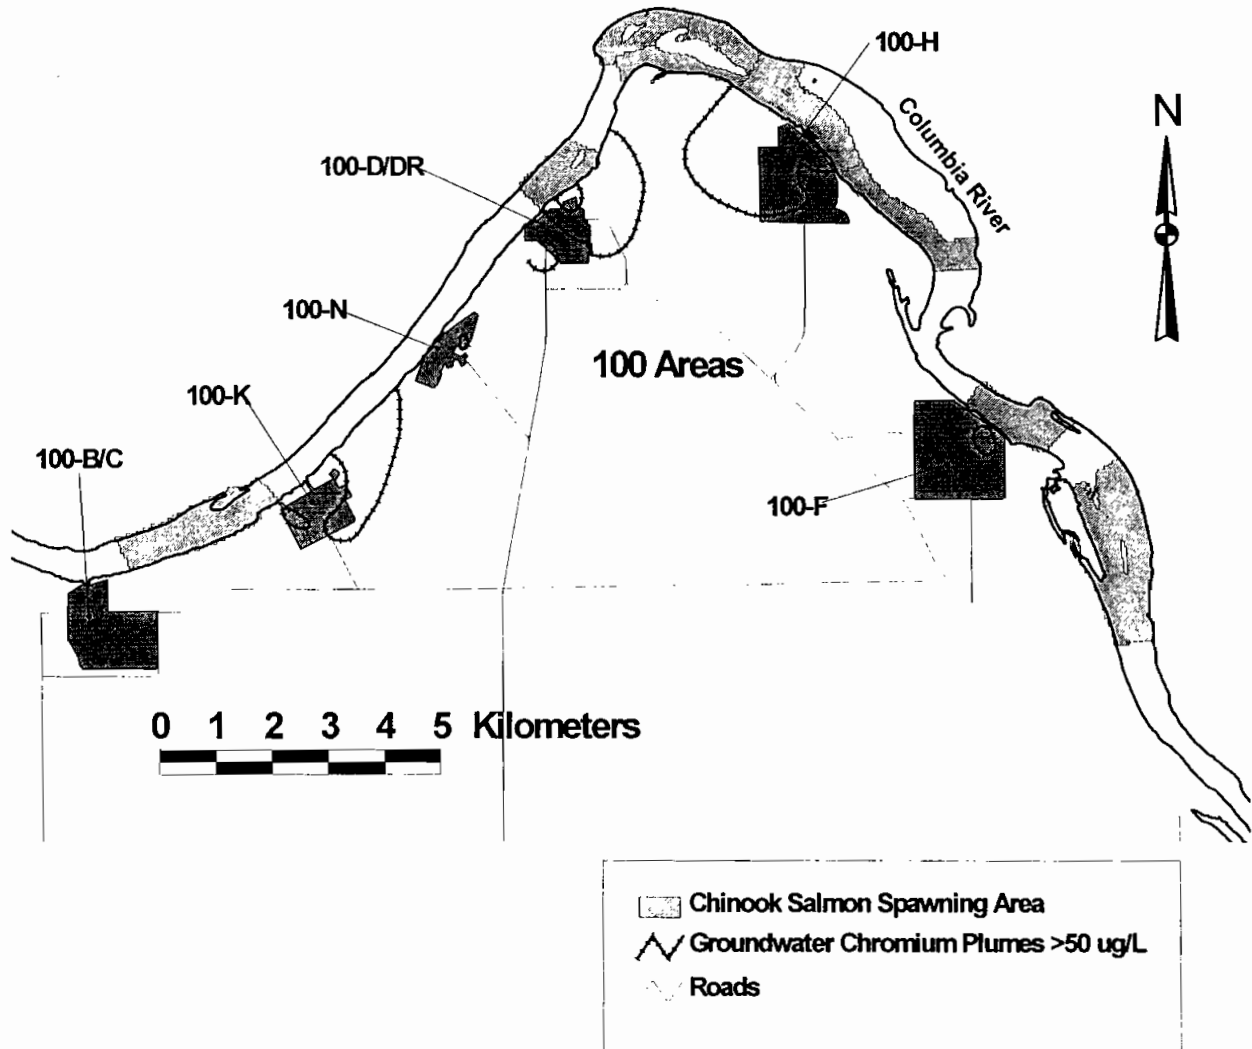 100-H
N
Columbia River
100-D/DR
100-N
100 Areas
100-K
100-B/C
100-F
0 1 2 3 4 5 Kilometers
Chinook Salmon Spawning Area
Groundwater Chromium Plumes >50 ug/L
Roads